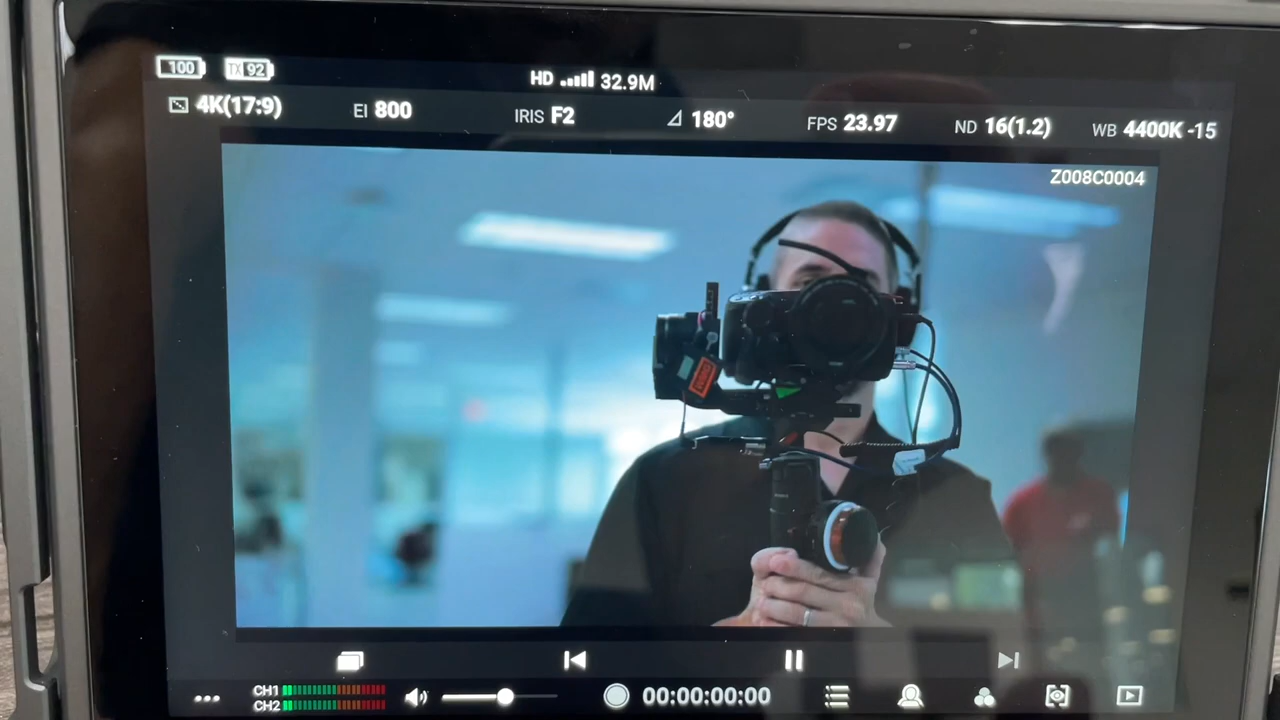 100 TX 92 HD 32.9M
4K(17:9) EI 800 IRIS F2 180° FPS 23.97 ND 16(1.2) WB 4400K -15
Z008C0004
CH1
CH2 00:00:00:00